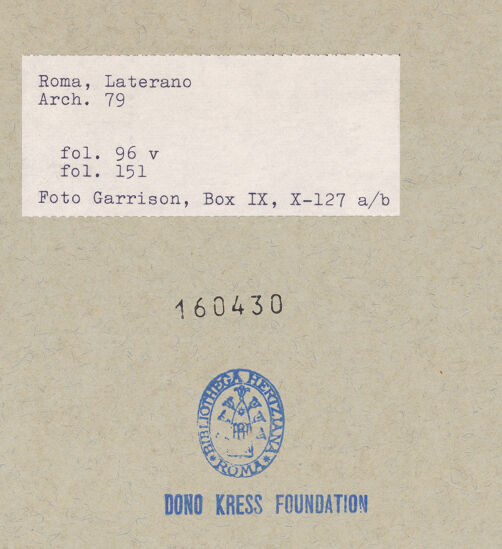 Roma, Laterano
Arch. 79
fol. 96 v
fol. 151
Foto Garrison, Box IX, X-127 a/b
160430
BIBLIOTHECA HERTZIANA
ROMA
DONO KRESS FOUNDATION